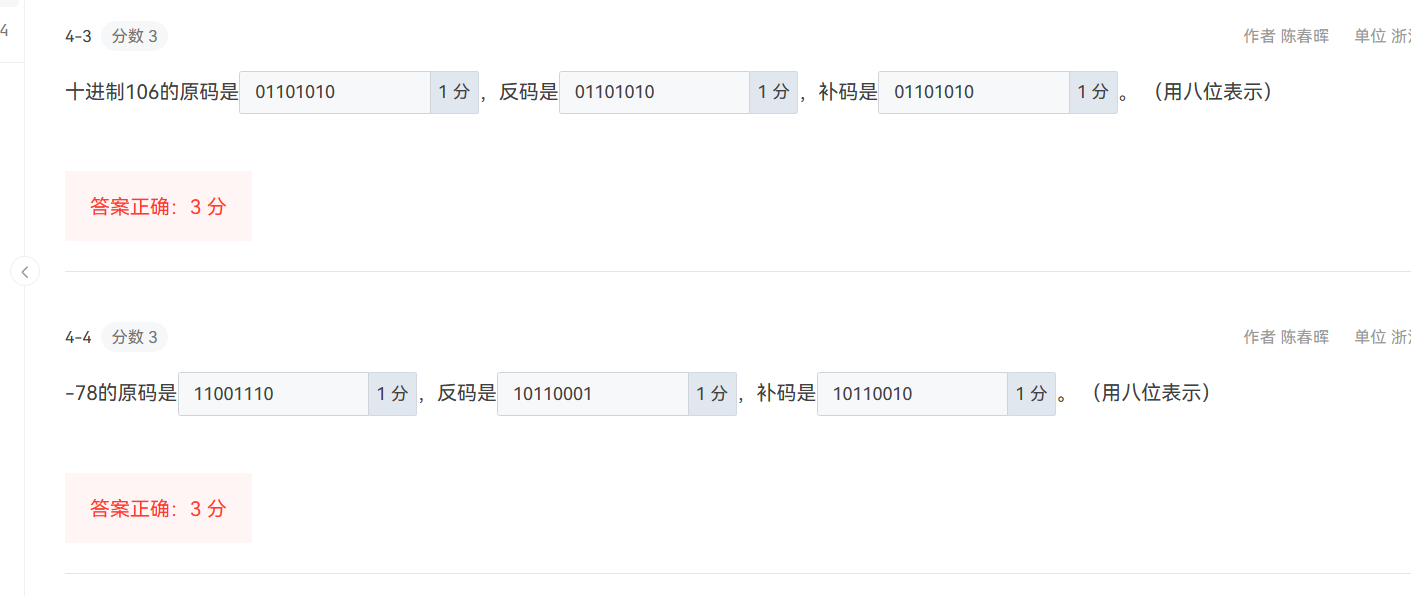 4
4-3 分数 3 作者 陈春晖 单位 浙
十进制106的原码是 01101010 1 分 ，反码是 01101010 1 分 ，补码是 01101010 1 分 。（用八位表示）
答案正确：3 分
4-4 分数 3 作者 陈春晖 单位 浙
-78的原码是 11001110 1 分 ，反码是 10110001 1 分 ，补码是 10110010 1 分 。（用八位表示）
答案正确：3 分